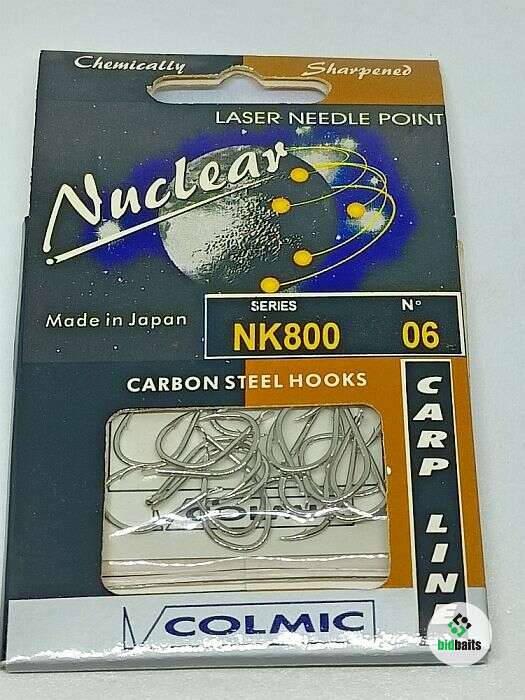 Chemically Sharpened
LASER NEEDLE POINT
Nuclear
SERIES N°
NK800 06
Made in Japan
CARBON STEEL HOOKS
CARP LINE
COLMIC
COLMIC
bidbaits